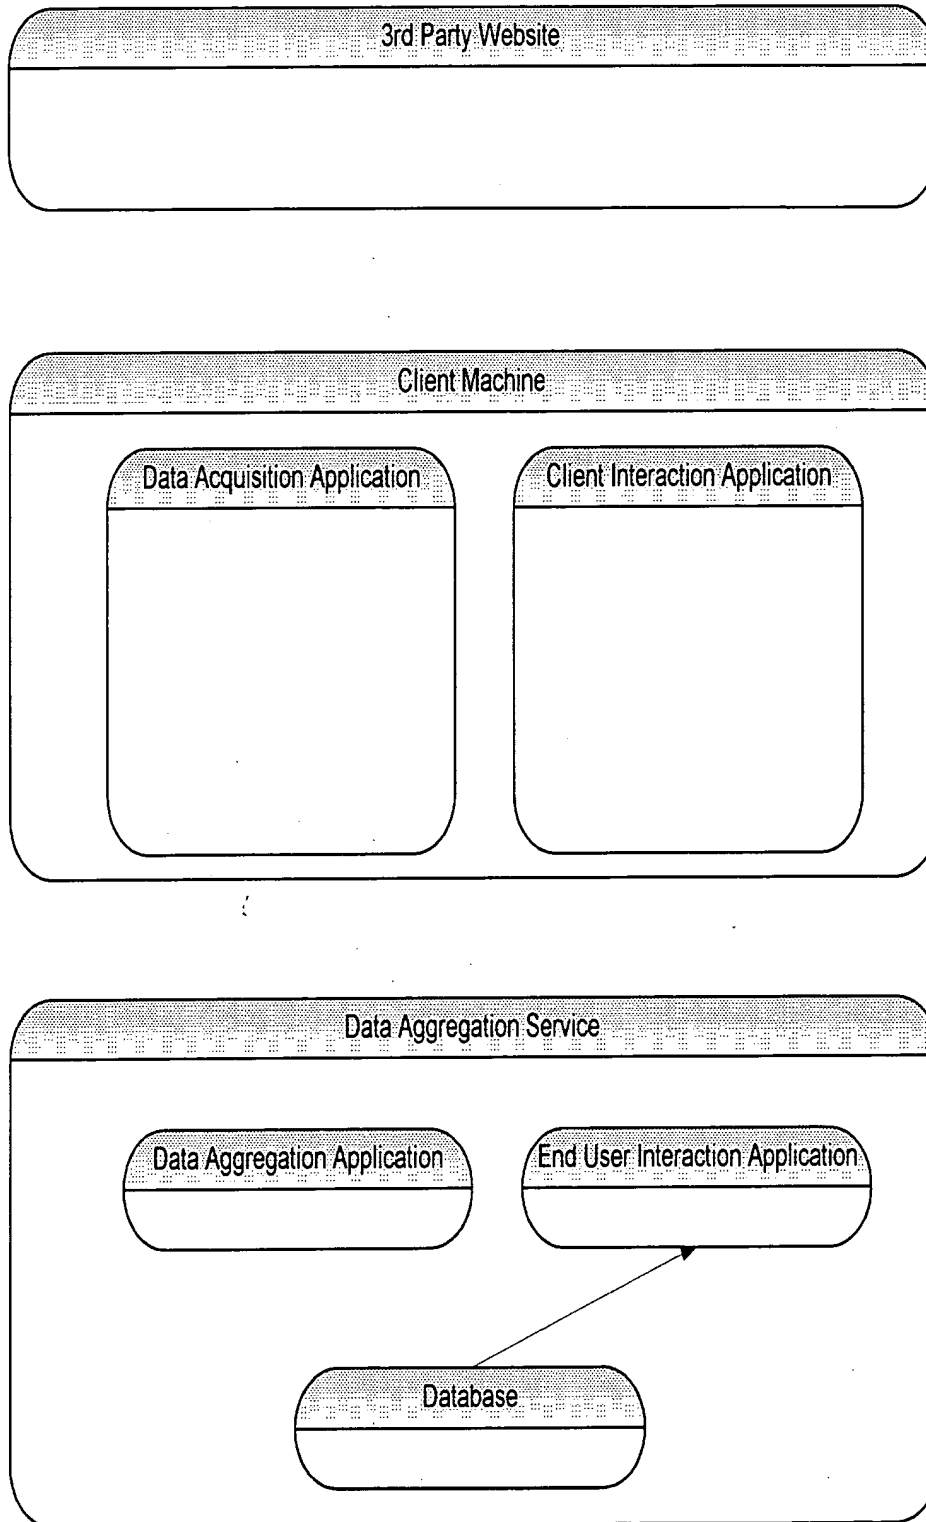 3rd Party Website
Client Machine
Data Acquisition Application
Client Interaction Application
Data Aggregation Service
Data Aggregation Application
End User Interaction Application
Database